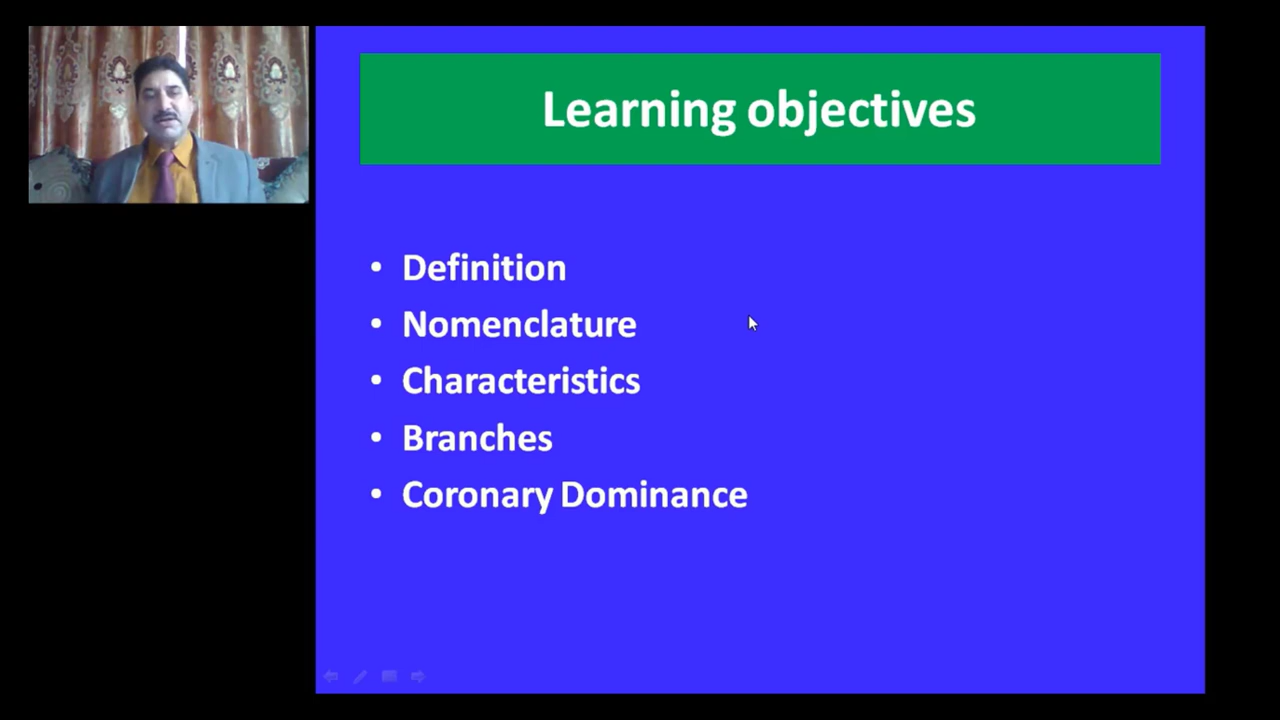 Learning objectives
• Definition
• Nomenclature
• Characteristics
• Branches
• Coronary Dominance